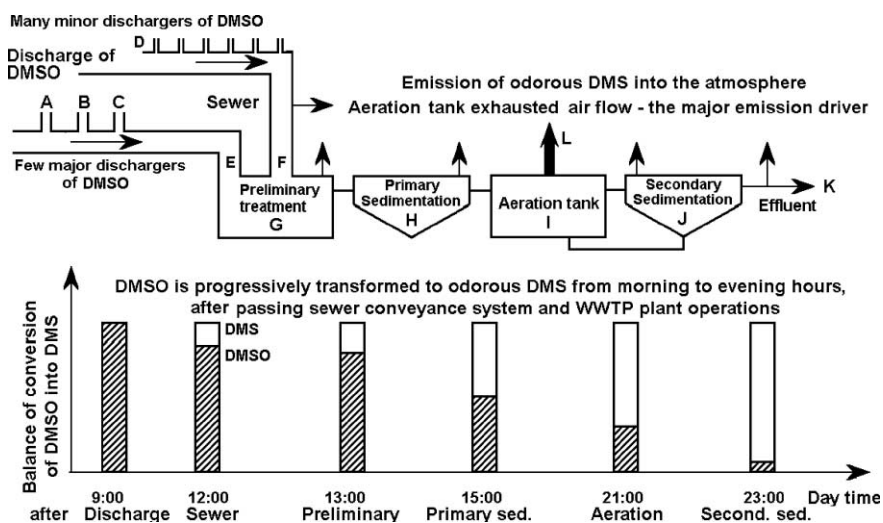 Many minor dischargers of DMSO
D
Discharge of
DMSO
Sewer
A B C
Few major dischargers
of DMSO
E F
Preliminary
treatment
G
Emission of odorous DMS into the atmosphere
Aeration tank exhausted air flow - the major emission driver
L
Primary
Sedimentation
H
Aeration tank
I
Secondary
Sedimentation
J
K
Effluent
DMSO is progressively transformed to odorous DMS from morning to evening hours,
after passing sewer conveyance system and WWTP plant operations
Balance of conversion
of DMSO into DMS
DMS
DMSO
9:00 12:00 13:00 15:00 21:00 23:00 Day time
after Discharge Sewer Preliminary Primary sed. Aeration Second. sed.